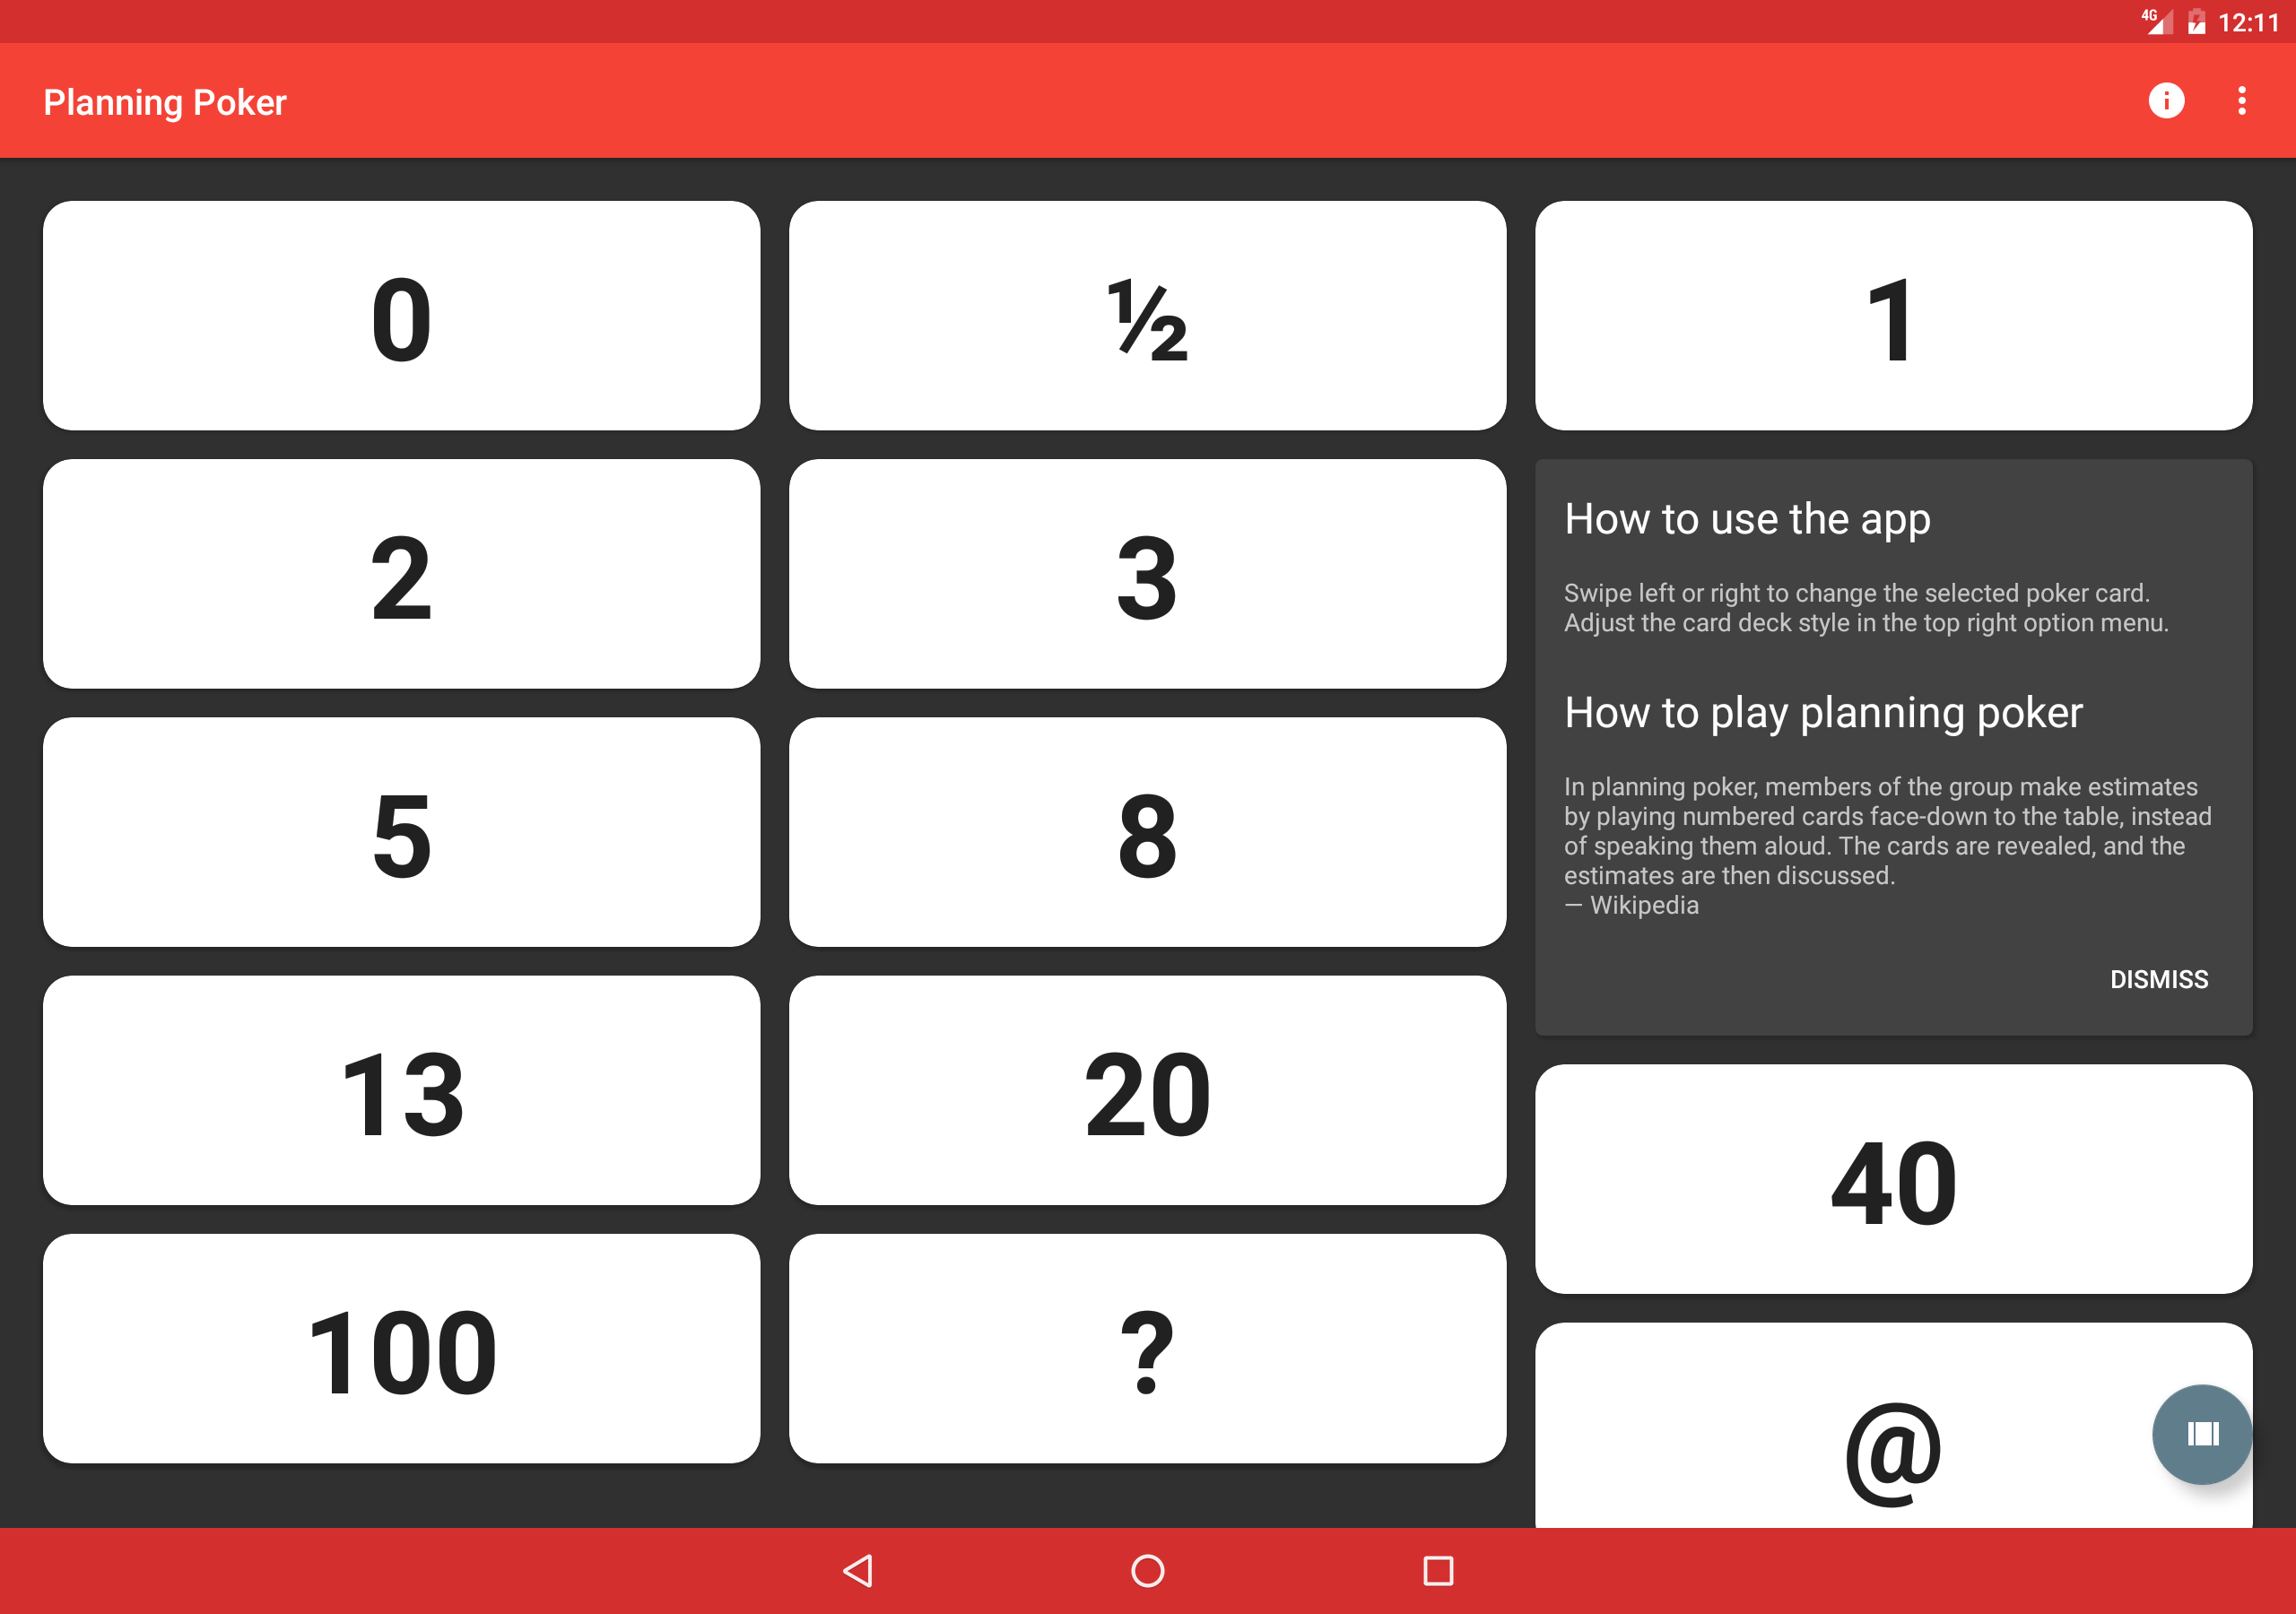 4G 12:11
Planning Poker
0
½
1
2
3
How to use the app
Swipe left or right to change the selected poker card.
Adjust the card deck style in the top right option menu.
How to play planning poker
In planning poker, members of the group make estimates
by playing numbered cards face-down to the table, instead
of speaking them aloud. The cards are revealed, and the
estimates are then discussed.
— Wikipedia
DISMISS
5
8
13
20
40
100
?
@